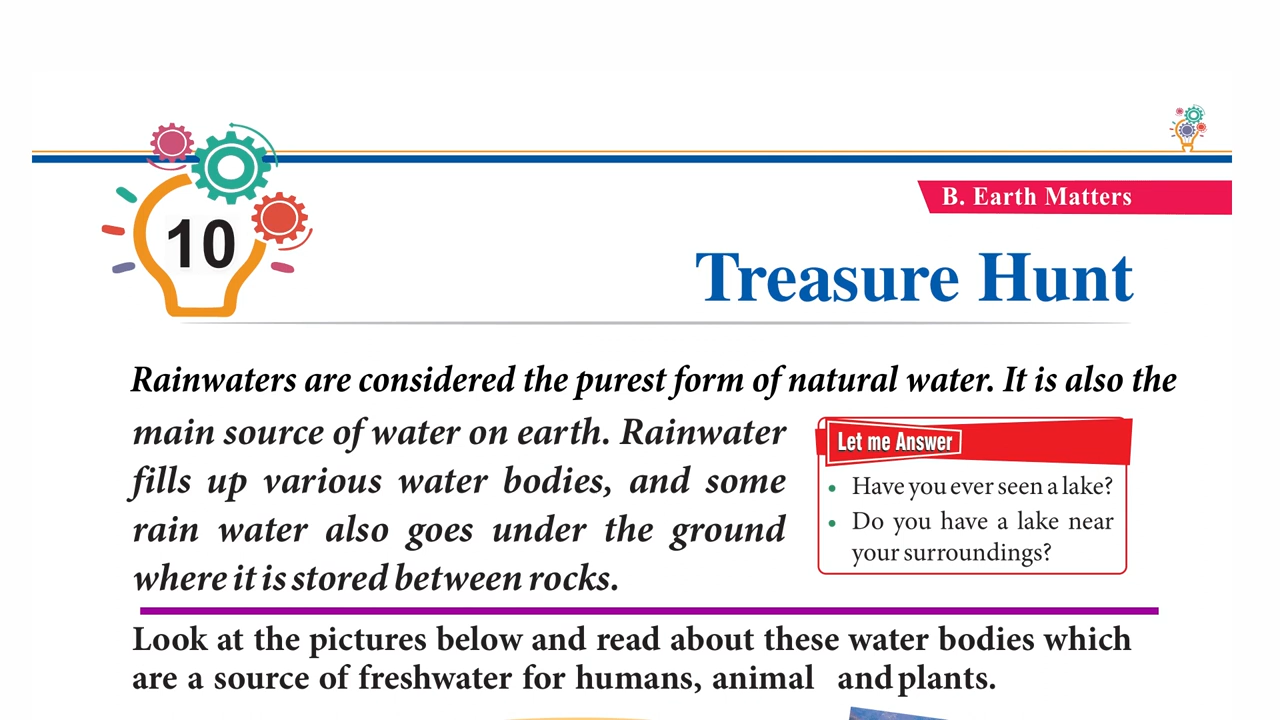 B. Earth Matters
10
Treasure Hunt
Rainwaters are considered the purest form of natural water. It is also the
main source of water on earth. Rainwater
fills up various water bodies, and some
rain water also goes under the ground
where it is stored between rocks.
Let me Answer
• Have you ever seen a lake?
• Do you have a lake near
your surroundings?
Look at the pictures below and read about these water bodies which
are a source of freshwater for humans, animal and plants.